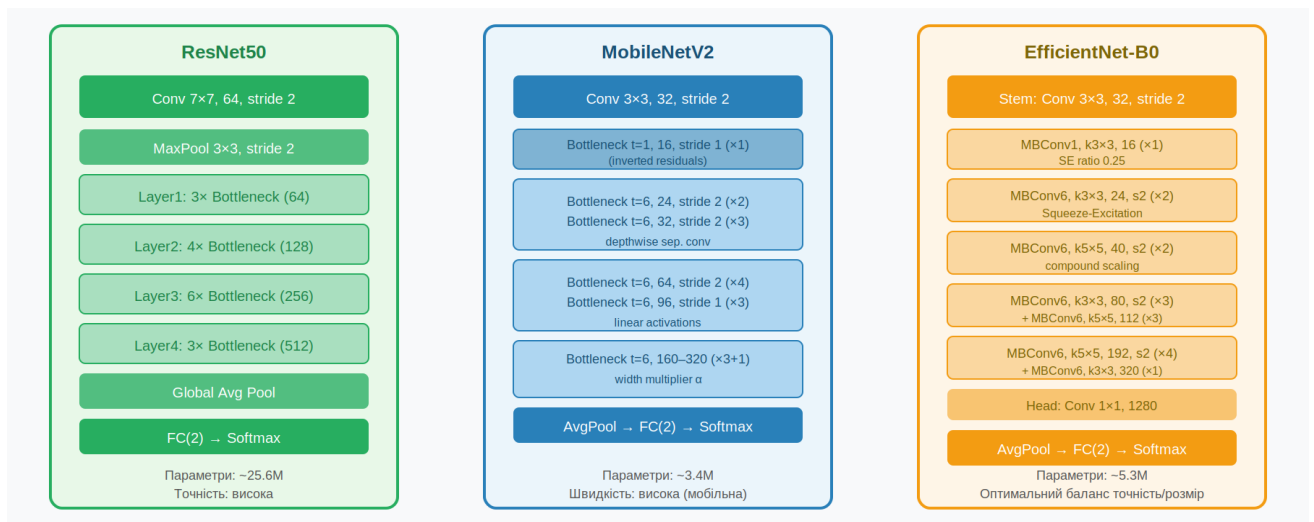 ResNet50
Conv 7×7, 64, stride 2
MaxPool 3×3, stride 2
Layer1: 3× Bottleneck (64)
Layer2: 4× Bottleneck (128)
Layer3: 6× Bottleneck (256)
Layer4: 3× Bottleneck (512)
Global Avg Pool
FC(2) → Softmax
Параметри: ~25.6M
Точність: висока
MobileNetV2
Conv 3×3, 32, stride 2
Bottleneck t=1, 16, stride 1 (×1)
(inverted residuals)
Bottleneck t=6, 24, stride 2 (×2)
Bottleneck t=6, 32, stride 2 (×3)
depthwise sep. conv
Bottleneck t=6, 64, stride 2 (×4)
Bottleneck t=6, 96, stride 1 (×3)
linear activations
Bottleneck t=6, 160–320 (×3+1)
width multiplier α
AvgPool → FC(2) → Softmax
Параметри: ~3.4M
Швидкість: висока (мобільна)
EfficientNet-B0
Stem: Conv 3×3, 32, stride 2
MBConv1, k3×3, 16 (×1)
SE ratio 0.25
MBConv6, k3×3, 24, s2 (×2)
Squeeze-Excitation
MBConv6, k5×5, 40, s2 (×2)
compound scaling
MBConv6, k3×3, 80, s2 (×3)
+ MBConv6, k5×5, 112 (×3)
MBConv6, k5×5, 192, s2 (×4)
+ MBConv6, k3×3, 320 (×1)
Head: Conv 1×1, 1280
AvgPool → FC(2) → Softmax
Параметри: ~5.3M
Оптимальний баланс точність/розмір